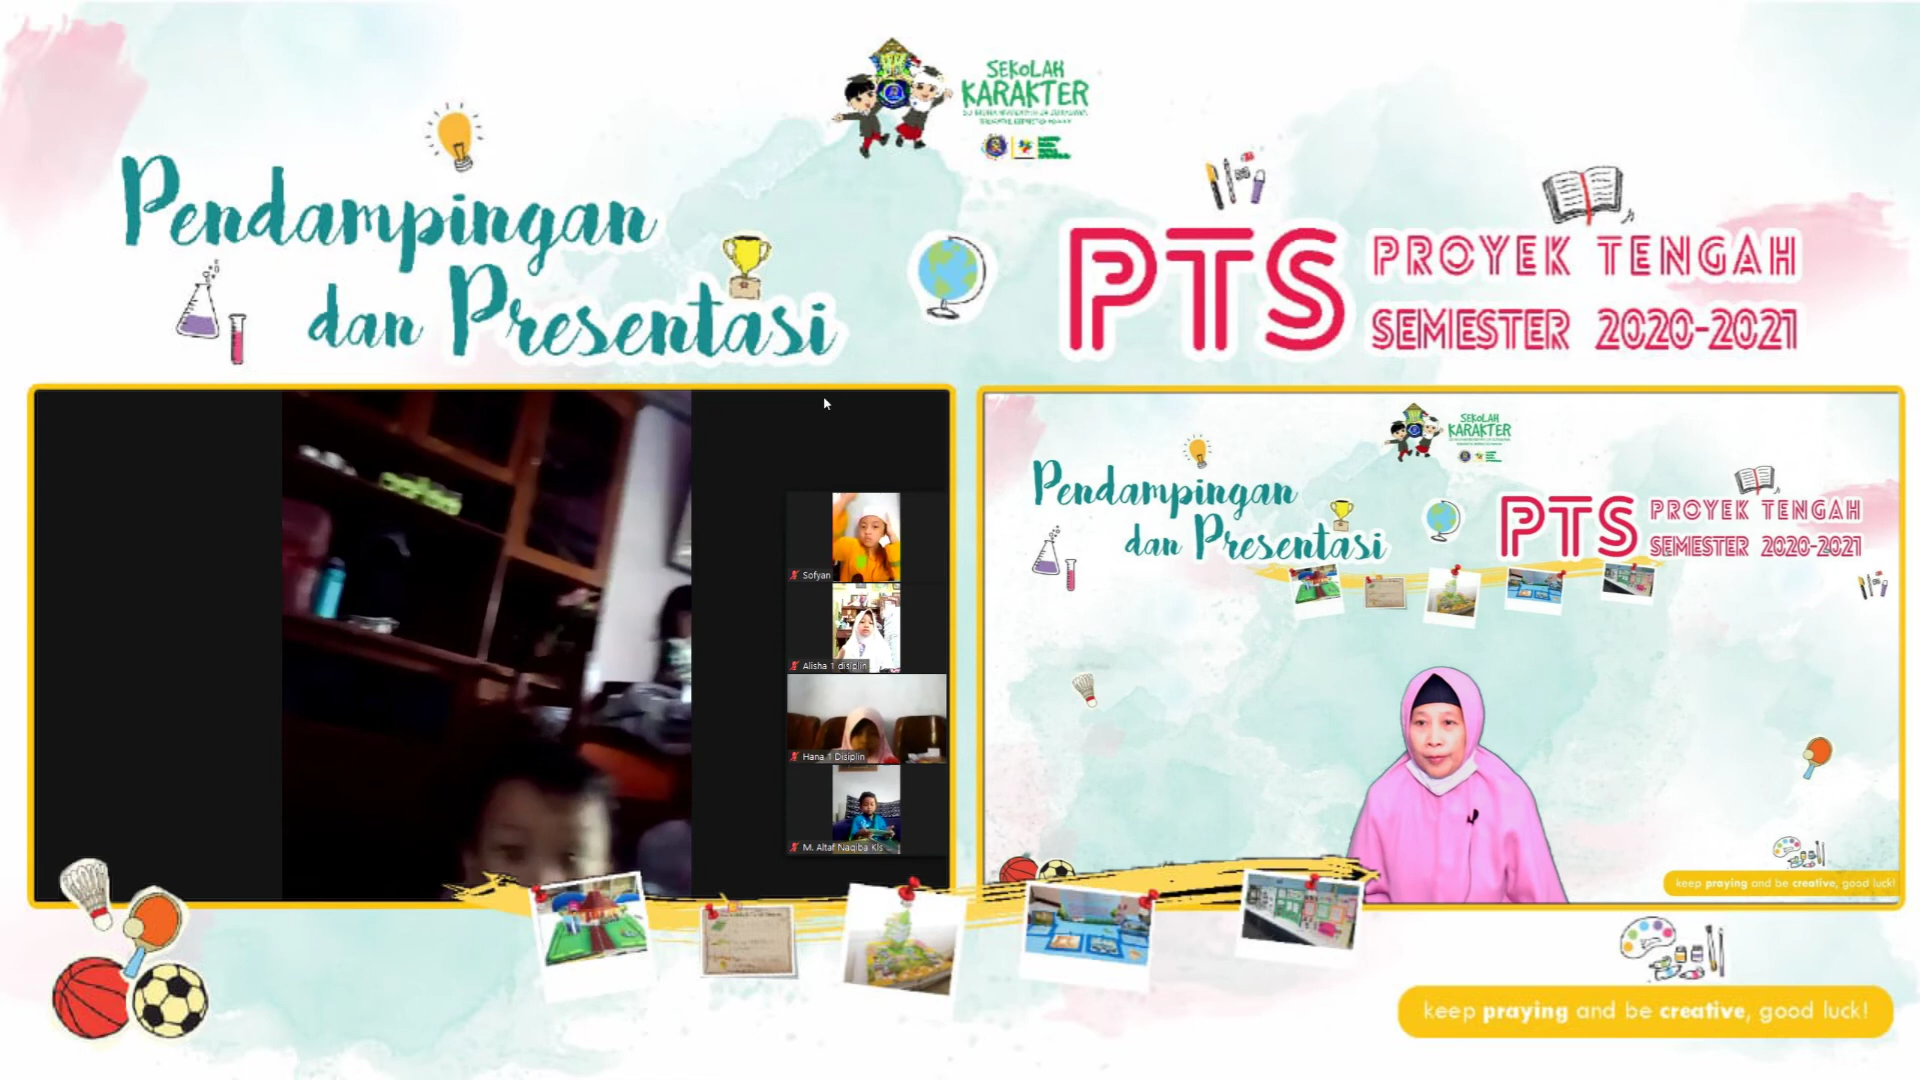 SEKOLAH
KARAKTER
Pendampingan
dan Presentasi
PTS
PROYEK TENGAH
SEMESTER 2020-2021
Sofyan
Alisha 1 disiplin
Hana 1 Disiplin
M. Altaf Naqiba Kls
SEKOLAH
KARAKTER
Pendampingan
dan Presentasi
PTS
PROYEK TENGAH
SEMESTER 2020-2021
keep praying and be creative, good luck!
keep praying and be creative, good luck!